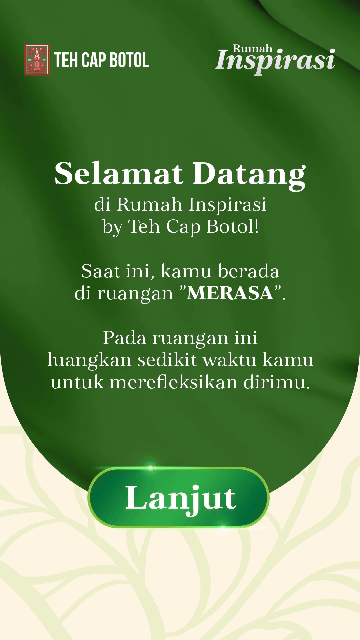 TEH CAP BOTOL
Rumah
Inspirasi
Selamat Datang
di Rumah Inspirasi
by Teh Cap Botol!
Saat ini, kamu berada
di ruangan "MERASA".
Pada ruangan ini
luangkan sedikit waktu kamu
untuk merefleksikan dirimu.
Lanjut